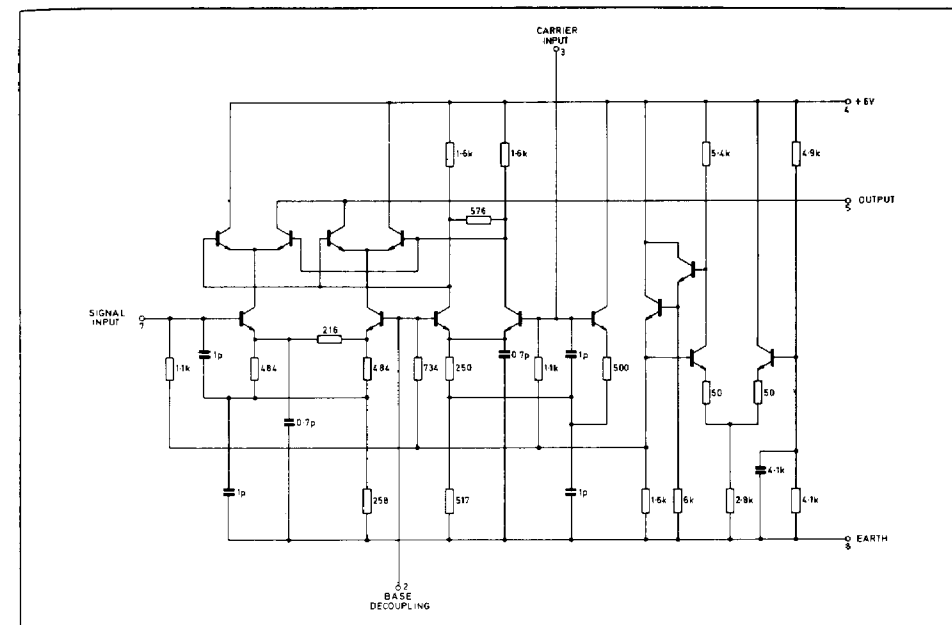 CARRIER
INPUT
3
+6V
4
1·6k
1·6k
5·4k
4·9k
OUTPUT
5
576
SIGNAL
INPUT
7
216
1·1k
1p
484
484
734
250
0·7p
1·1k
1p
500
50
50
0·7p
4·1k
1p
258
517
1p
1·6k
6k
2·8k
4·1k
EARTH
8
2
BASE
DECOUPLING